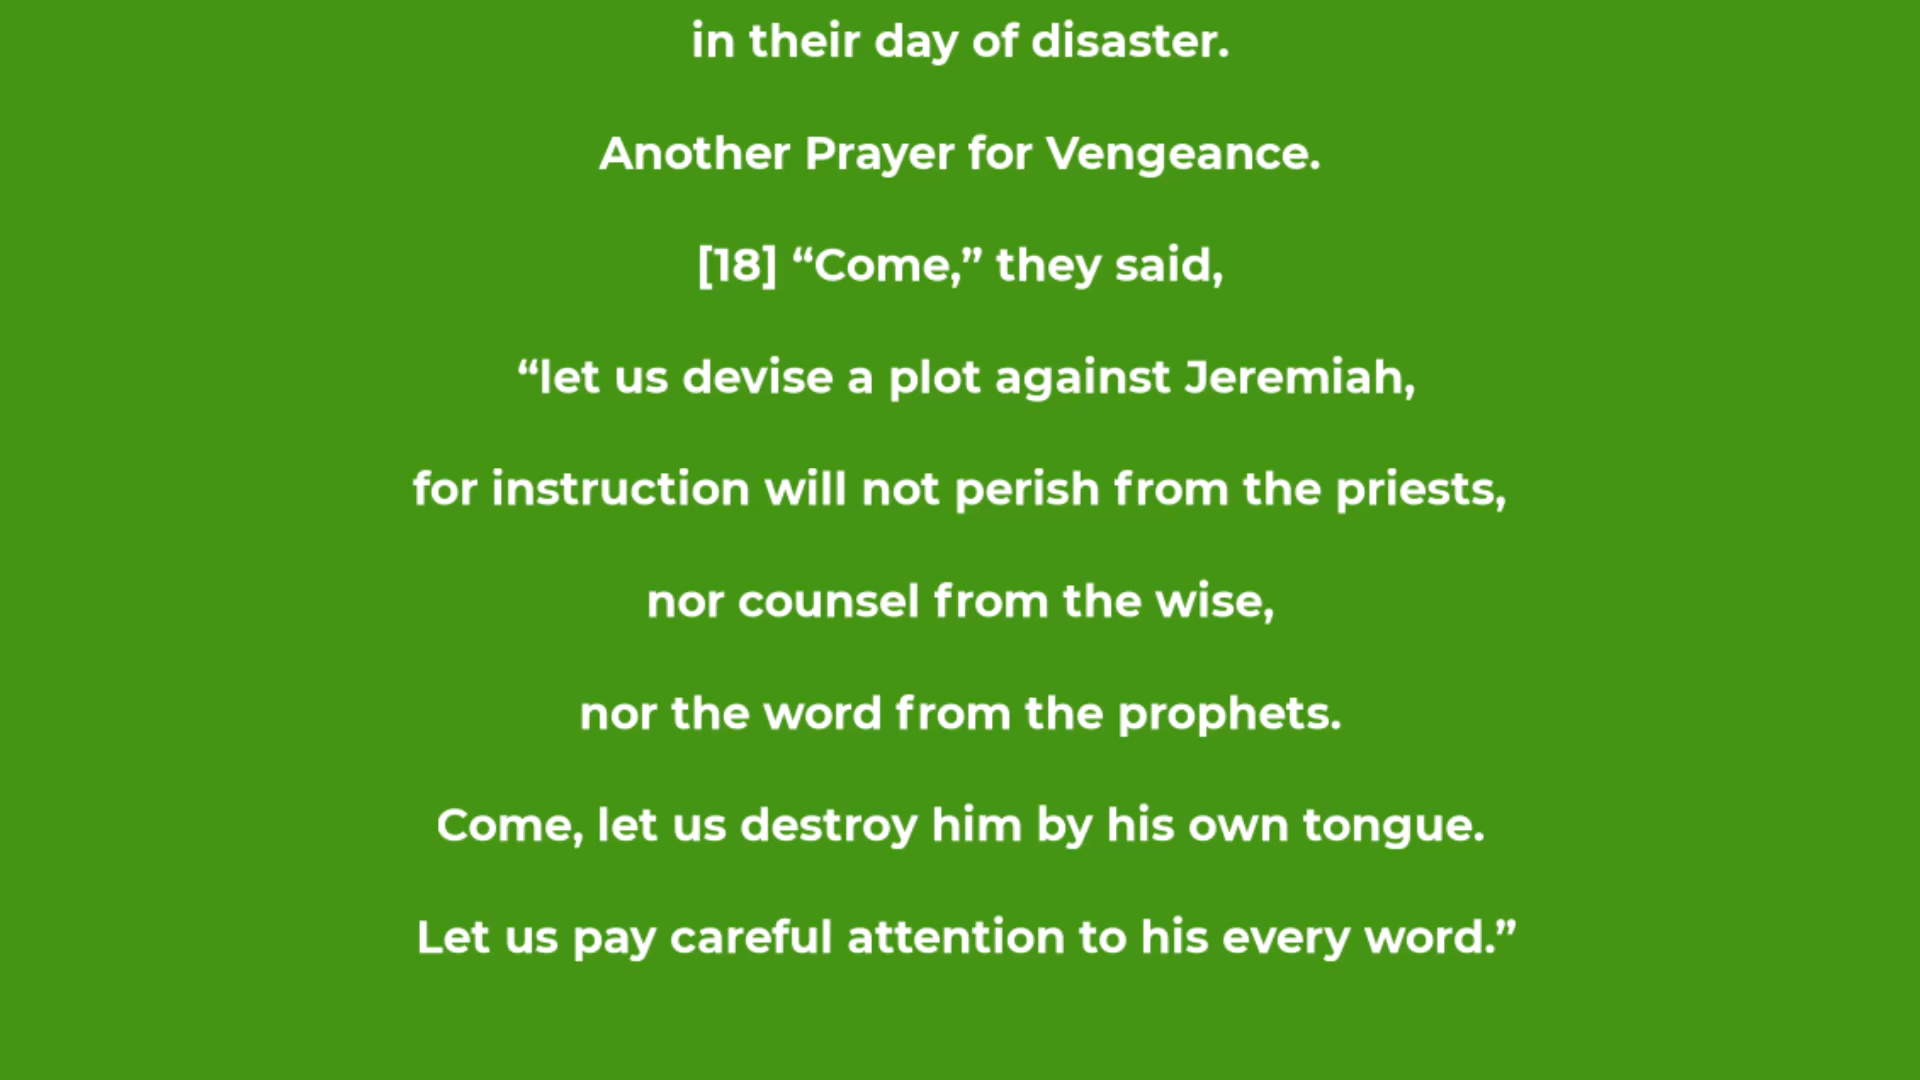 in their day of disaster.
Another Prayer for Vengeance.
[18] “Come,” they said,
“let us devise a plot against Jeremiah,
for instruction will not perish from the priests,
nor counsel from the wise,
nor the word from the prophets.
Come, let us destroy him by his own tongue.
Let us pay careful attention to his every word.”